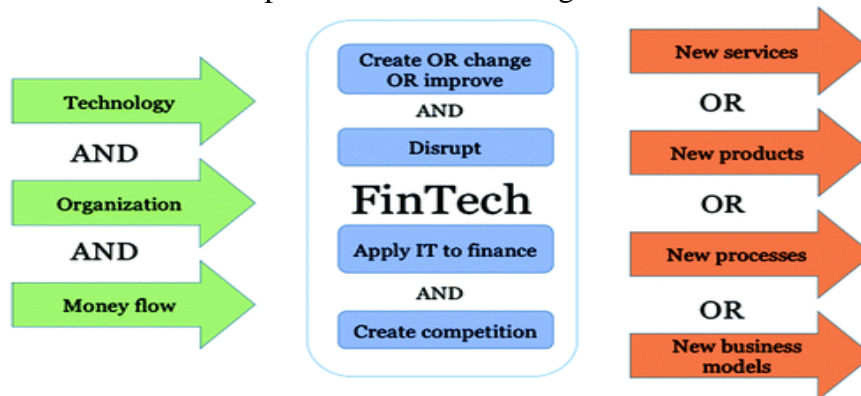 Technology
AND
Organization
AND
Money flow
Create OR change
OR improve
AND
Disrupt
FinTech
Apply IT to finance
AND
Create competition
New services
OR
New products
OR
New processes
OR
New business
models